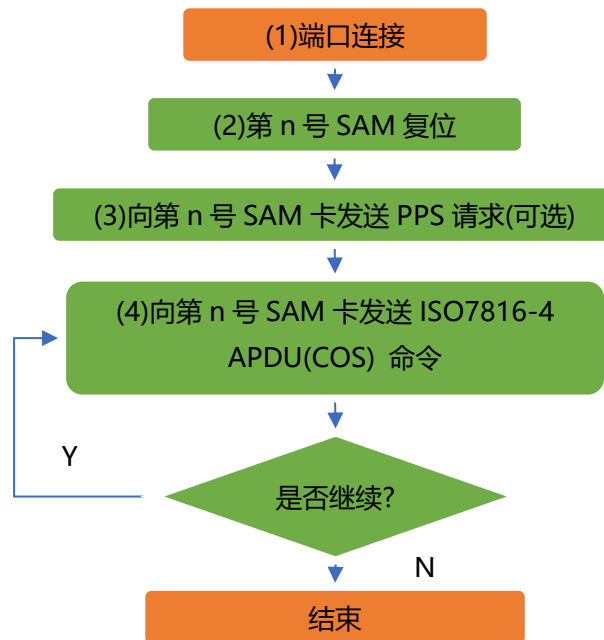 (1)端口连接
(2)第 n 号 SAM 复位
(3)向第 n 号 SAM 卡发送 PPS 请求(可选)
(4)向第 n 号 SAM 卡发送 ISO7816-4
APDU(COS) 命令
Y
是否继续?
N
结束